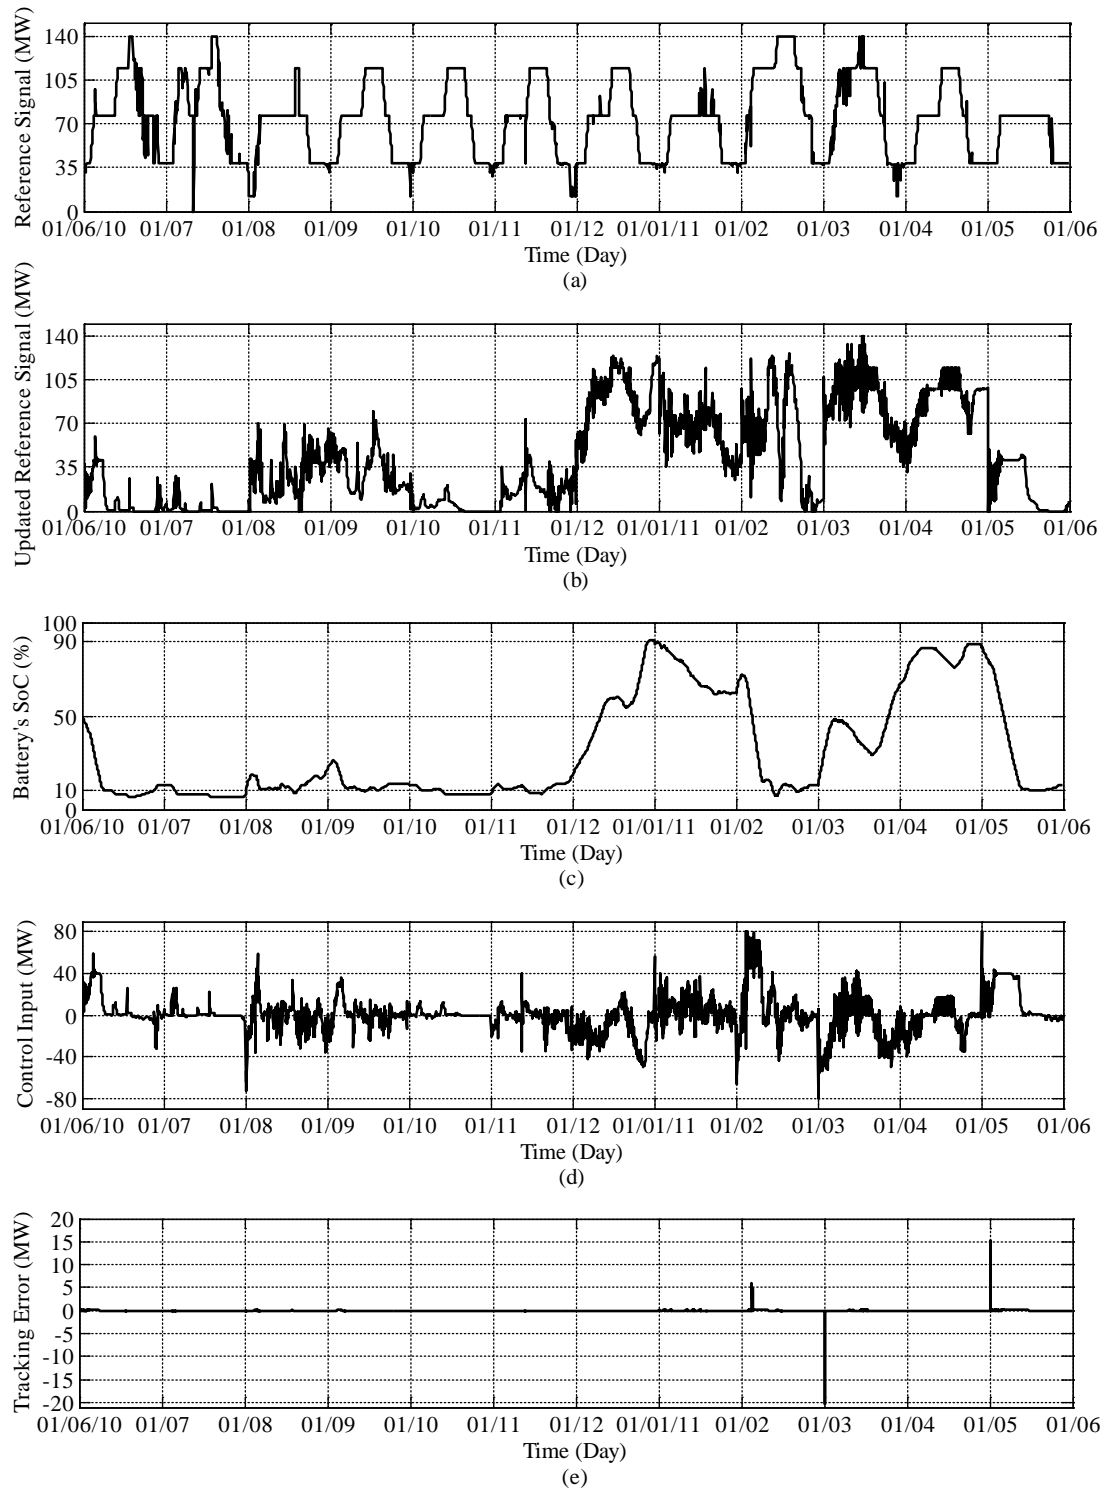 Reference Signal (MW)
140
105
70
35
0
01/06/10 01/07 01/08 01/09 01/10 01/11 01/12 01/01/11 01/02 01/03 01/04 01/05 01/06
Time (Day)
(a)
Updated Reference Signal (MW)
140
105
70
35
0
01/06/10 01/07 01/08 01/09 01/10 01/11 01/12 01/01/11 01/02 01/03 01/04 01/05 01/06
Time (Day)
(b)
Battery's SoC (%)
100
90
50
10
0
01/06/10 01/07 01/08 01/09 01/10 01/11 01/12 01/01/11 01/02 01/03 01/04 01/05 01/06
Time (Day)
(c)
Control Input (MW)
80
40
0
-40
-80
01/06/10 01/07 01/08 01/09 01/10 01/11 01/12 01/01/11 01/02 01/03 01/04 01/05 01/06
Time (Day)
(d)
Tracking Error (MW)
20
15
10
5
0
-5
-10
-15
-20
01/06/10 01/07 01/08 01/09 01/10 01/11 01/12 01/01/11 01/02 01/03 01/04 01/05 01/06
Time (Day)
(e)